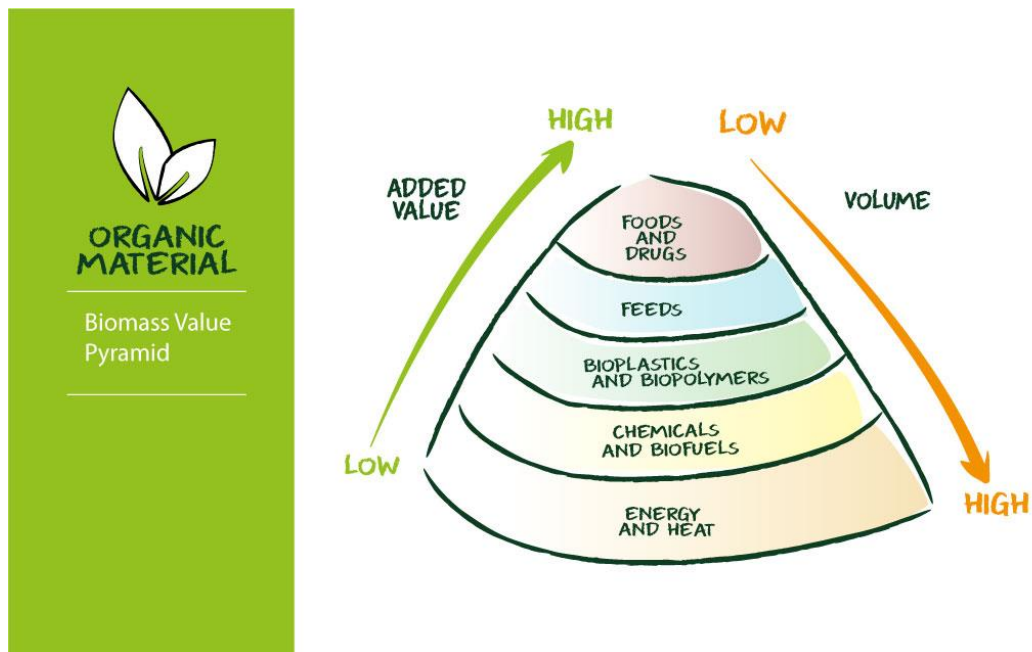 ORGANIC
MATERIAL
Biomass Value
Pyramid
HIGH
LOW
ADDED
VALUE
VOLUME
FOODS
AND
DRUGS
FEEDS
BIOPLASTICS
AND BIOPOLYMERS
CHEMICALS
AND BIOFUELS
ENERGY
AND HEAT
LOW
HIGH